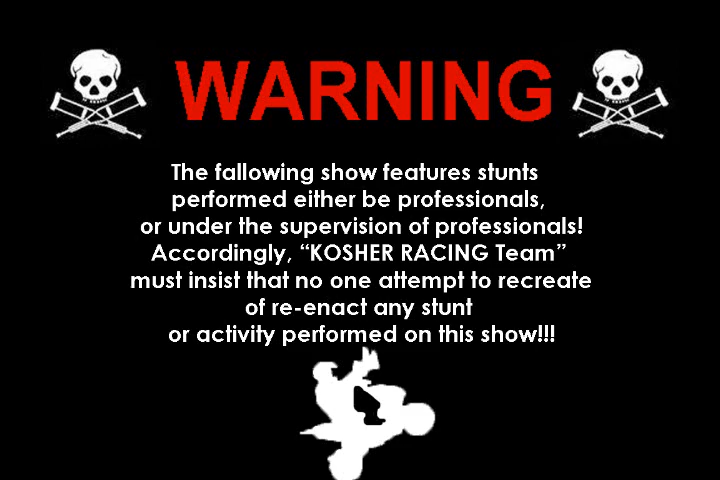 WARNING
The fallowing show features stunts
performed either be professionals,
or under the supervision of professionals!
Accordingly, “KOSHER RACING Team”
must insist that no one attempt to recreate
of re-enact any stunt
or activity performed on this show!!!